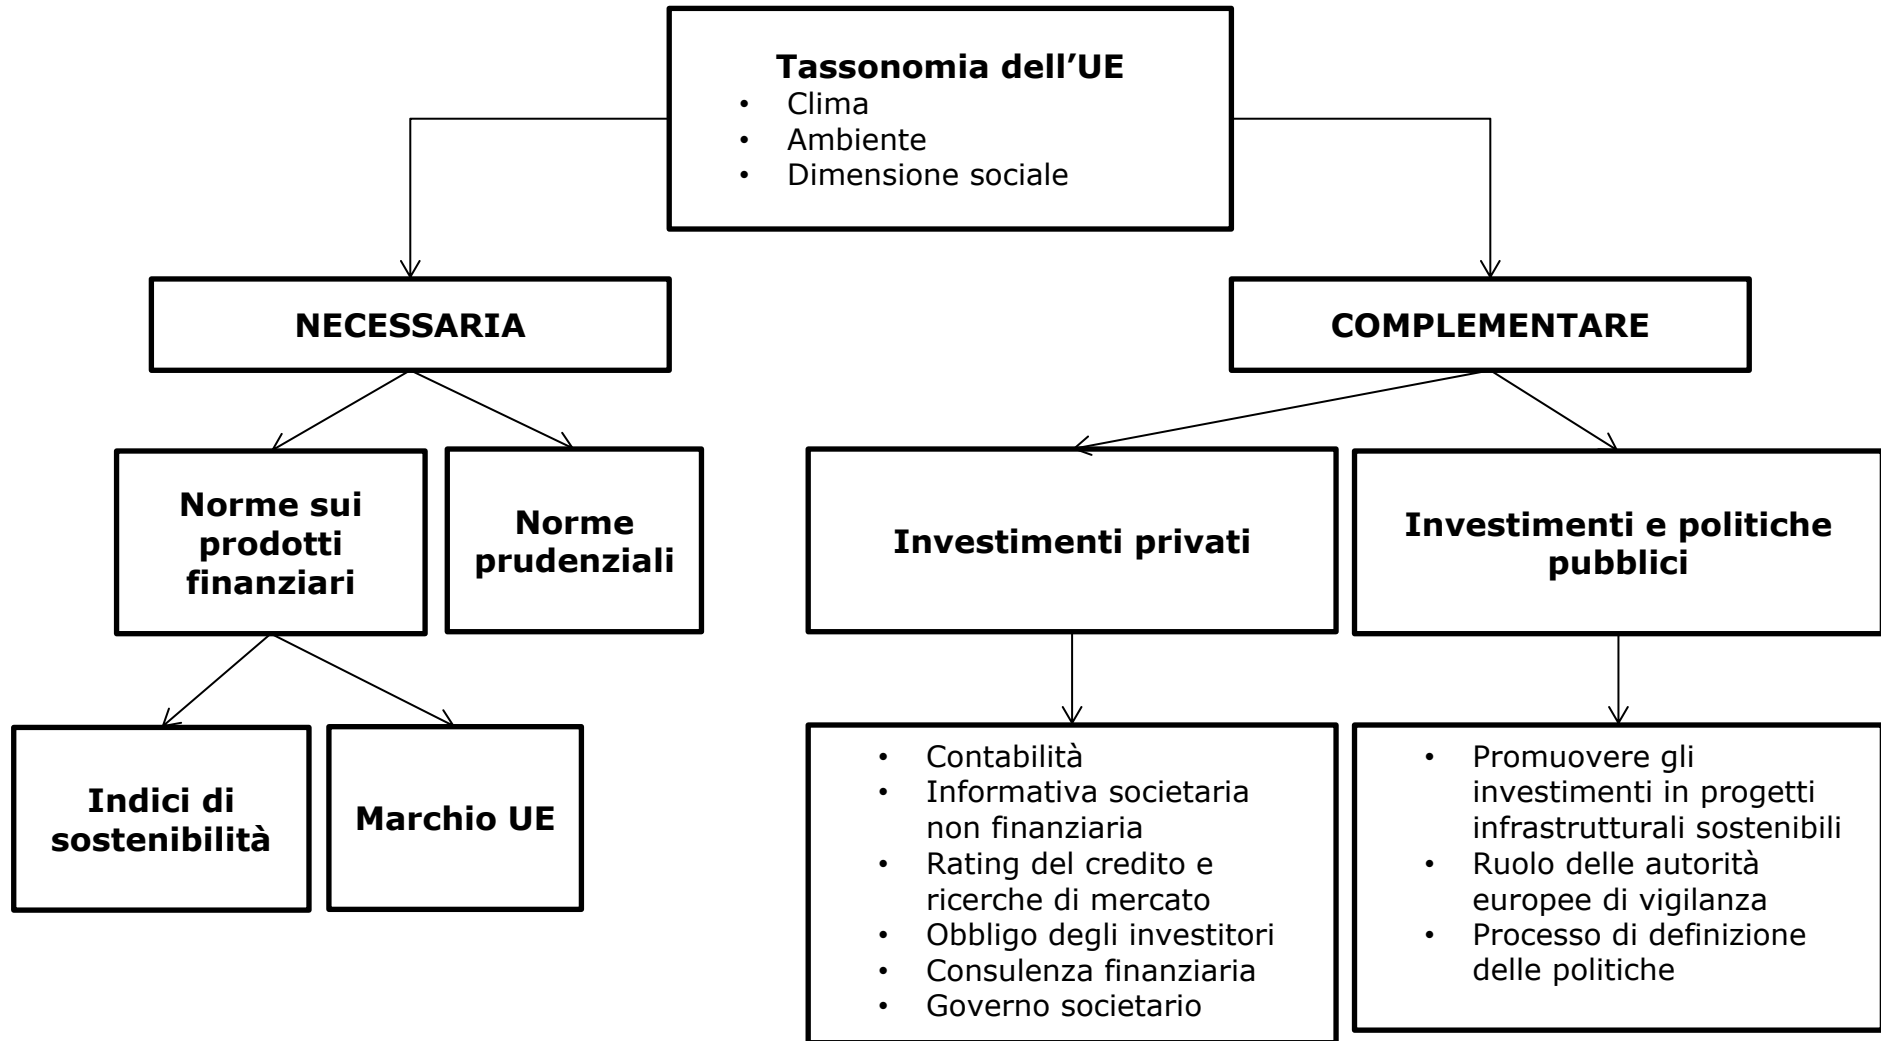 Tassonomia dell’UE
• Clima
• Ambiente
• Dimensione sociale
NECESSARIA
COMPLEMENTARE
Norme sui
prodotti
finanziari
Norme
prudenziali
Investimenti privati
Investimenti e politiche
pubblici
Indici di
sostenibilità
Marchio UE
• Contabilità
• Informativa societaria
non finanziaria
• Rating del credito e
ricerche di mercato
• Obbligo degli investitori
• Consulenza finanziaria
• Governo societario
• Promuovere gli
investimenti in progetti
infrastrutturali sostenibili
• Ruolo delle autorità
europee di vigilanza
• Processo di definizione
delle politiche